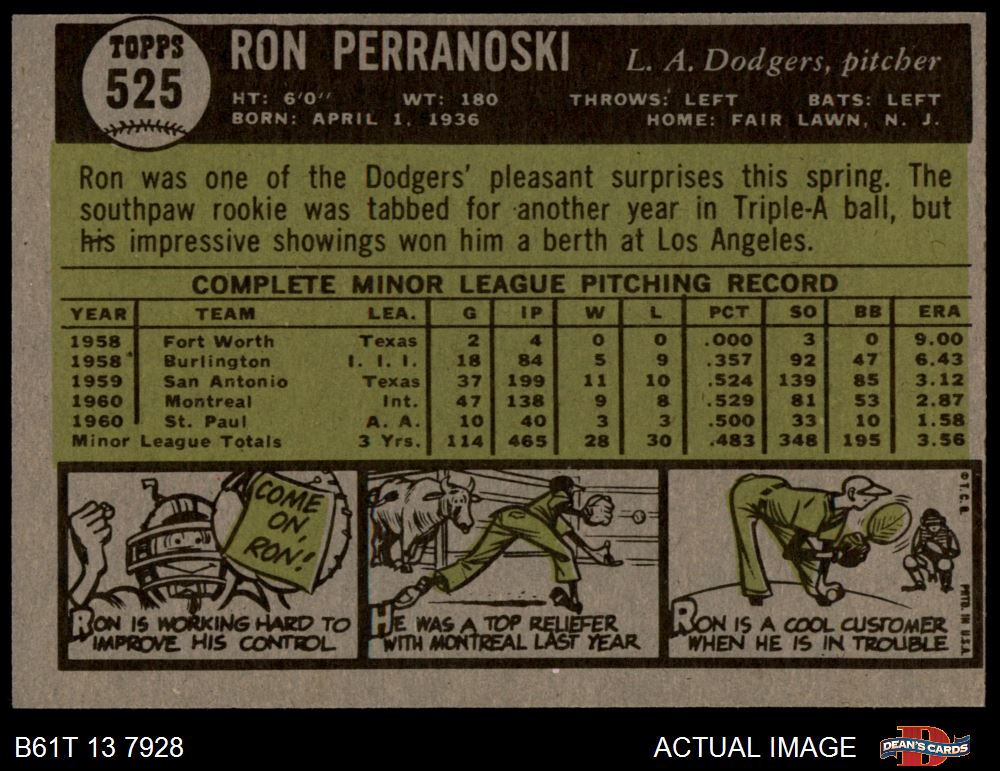 TOPPS
525
RON PERRANOSKI
L. A. Dodgers, pitcher
HT: 6'0" WT: 180 THROWS: LEFT BATS: LEFT
BORN: APRIL 1, 1936 HOME: FAIR LAWN, N. J.
Ron was one of the Dodgers' pleasant surprises this spring. The
southpaw rookie was tabbed for another year in Triple-A ball, but
his impressive showings won him a berth at Los Angeles.
COMPLETE MINOR LEAGUE PITCHING RECORD
YEAR TEAM LEA. G IP W L PCT SO BB ERA
1958 Fort Worth Texas 2 4 0 0 .000 3 0 9.00
1958 Burlington I. I. I. 18 84 5 9 .357 92 47 6.43
1959 San Antonio Texas 37 199 11 10 .524 139 85 3.12
1960 Montreal Int. 47 138 9 8 .529 81 53 2.87
1960 St. Paul A. A. 10 40 3 3 .500 33 10 1.58
Minor League Totals 3 Yrs. 114 465 28 30 .483 348 195 3.56
COME
ON,
RON!
RON IS WORKING HARD TO
IMPROVE HIS CONTROL
HE WAS A TOP RELIEFER
WITH MONTREAL LAST YEAR
RON IS A COOL CUSTOMER
WHEN HE IS IN TROUBLE
© T. C. G. PRTD. IN U.S.A.
B61T 13 7928
ACTUAL IMAGE
DEAN'S CARDS